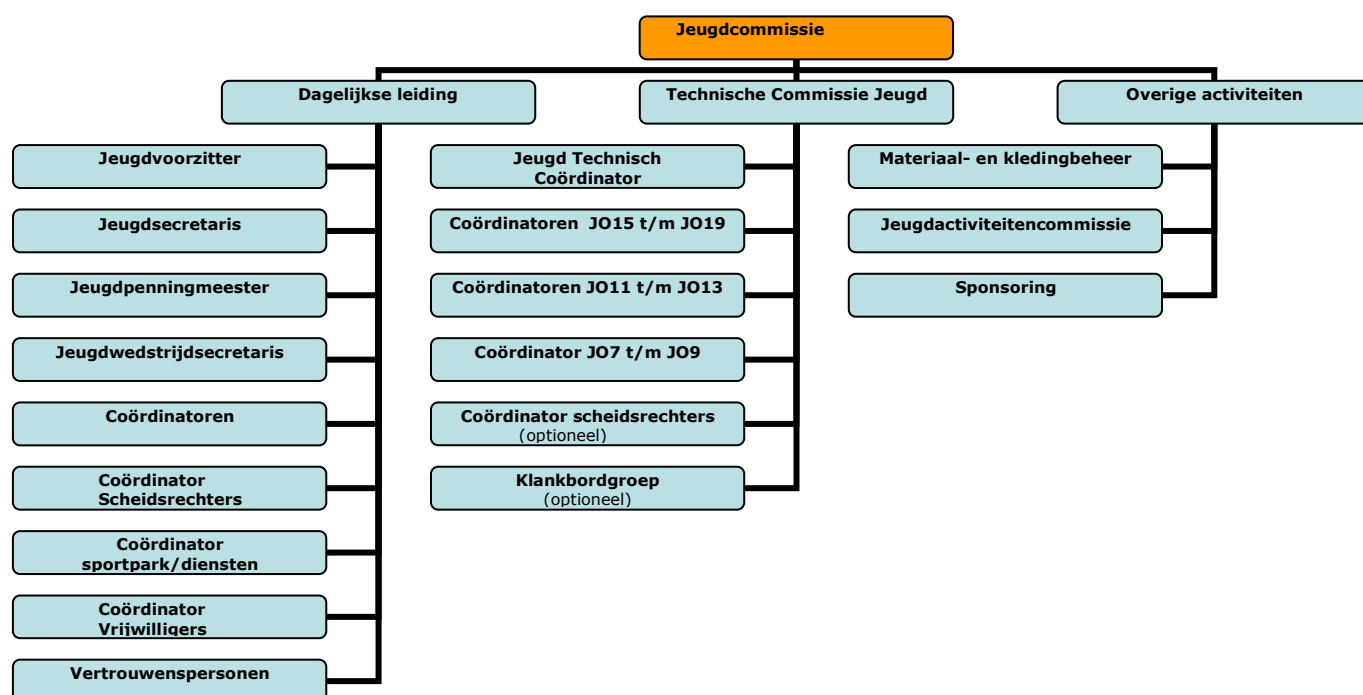 Jeugdcommissie
Dagelijkse leiding
Technische Commissie Jeugd
Overige activiteiten
Jeugdvoorzitter
Jeugdsecretaris
Jeugdpenningmeester
Jeugdwedstrijdsecretaris
Coördinatoren
Coördinator
Scheidsrechters
Coördinator
sportpark/diensten
Coördinator
Vrijwilligers
Vertrouwenspersonen
Jeugd Technisch
Coördinator
Coördinatoren JO15 t/m JO19
Coördinatoren JO11 t/m JO13
Coördinator JO7 t/m JO9
Coördinator scheidsrechters
(optioneel)
Klankbordgroep
(optioneel)
Materiaal- en kledingbeheer
Jeugdactiviteitencommissie
Sponsoring